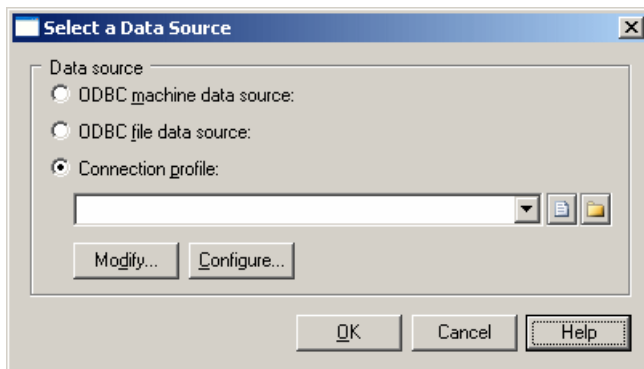 Select a Data Source
Data source
ODBC machine data source:
ODBC file data source:
Connection profile:
Modify... Configure...
OK Cancel Help